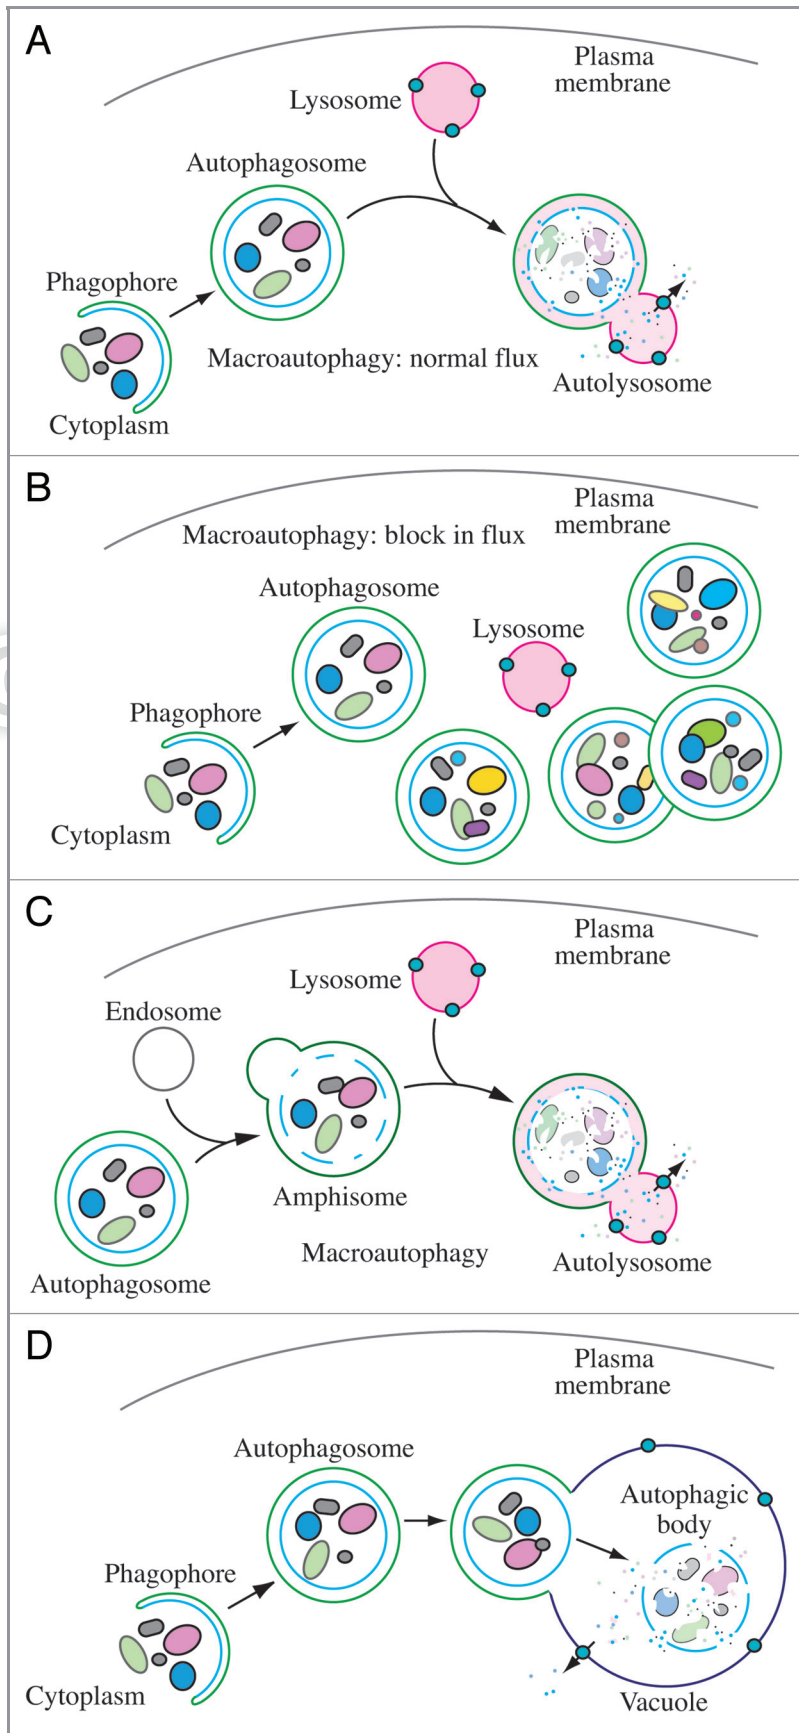 A
Plasma
membrane
Lysosome
Autophagosome
Phagophore
Macroautophagy: normal flux
Autolysosome
Cytoplasm
B
Plasma
membrane
Macroautophagy: block in flux
Autophagosome
Lysosome
Phagophore
Cytoplasm
C
Plasma
membrane
Lysosome
Endosome
Amphisome
Macroautophagy
Autolysosome
Autophagosome
D
Plasma
membrane
Autophagosome
Autophagic
body
Phagophore
Cytoplasm
Vacuole